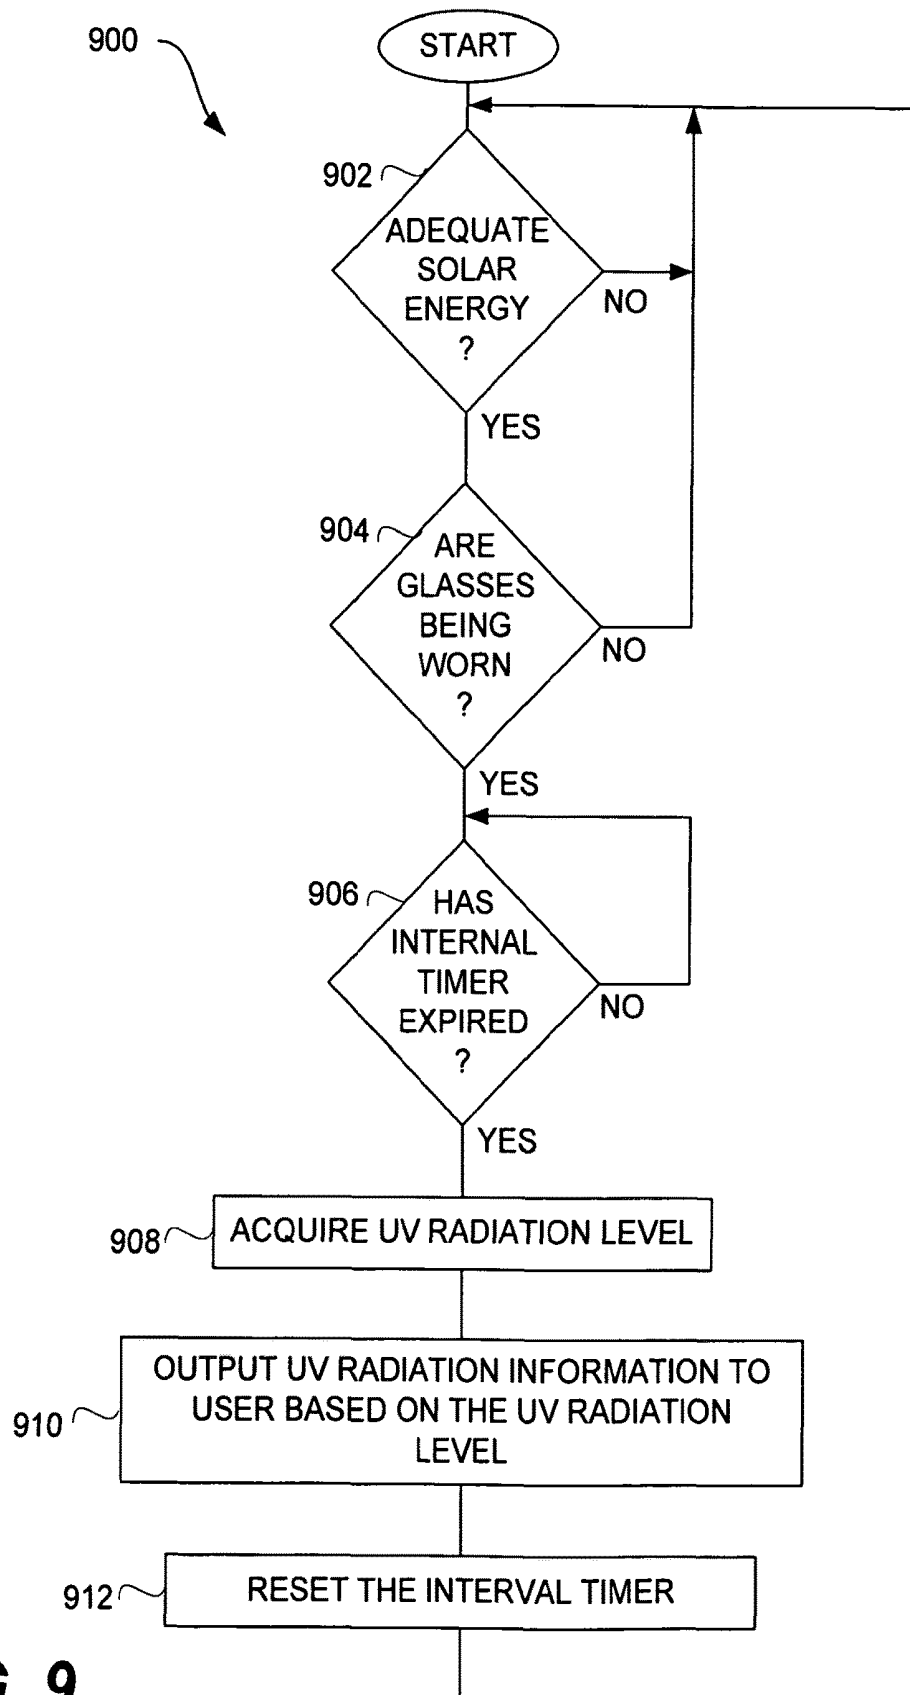 900
START
902
ADEQUATE
SOLAR
ENERGY
?
NO
YES
904
ARE
GLASSES
BEING
WORN
?
NO
YES
906
HAS
INTERNAL
TIMER
EXPIRED
?
NO
YES
908
ACQUIRE UV RADIATION LEVEL
910
OUTPUT UV RADIATION INFORMATION TO
USER BASED ON THE UV RADIATION
LEVEL
912
RESET THE INTERVAL TIMER
G. 9